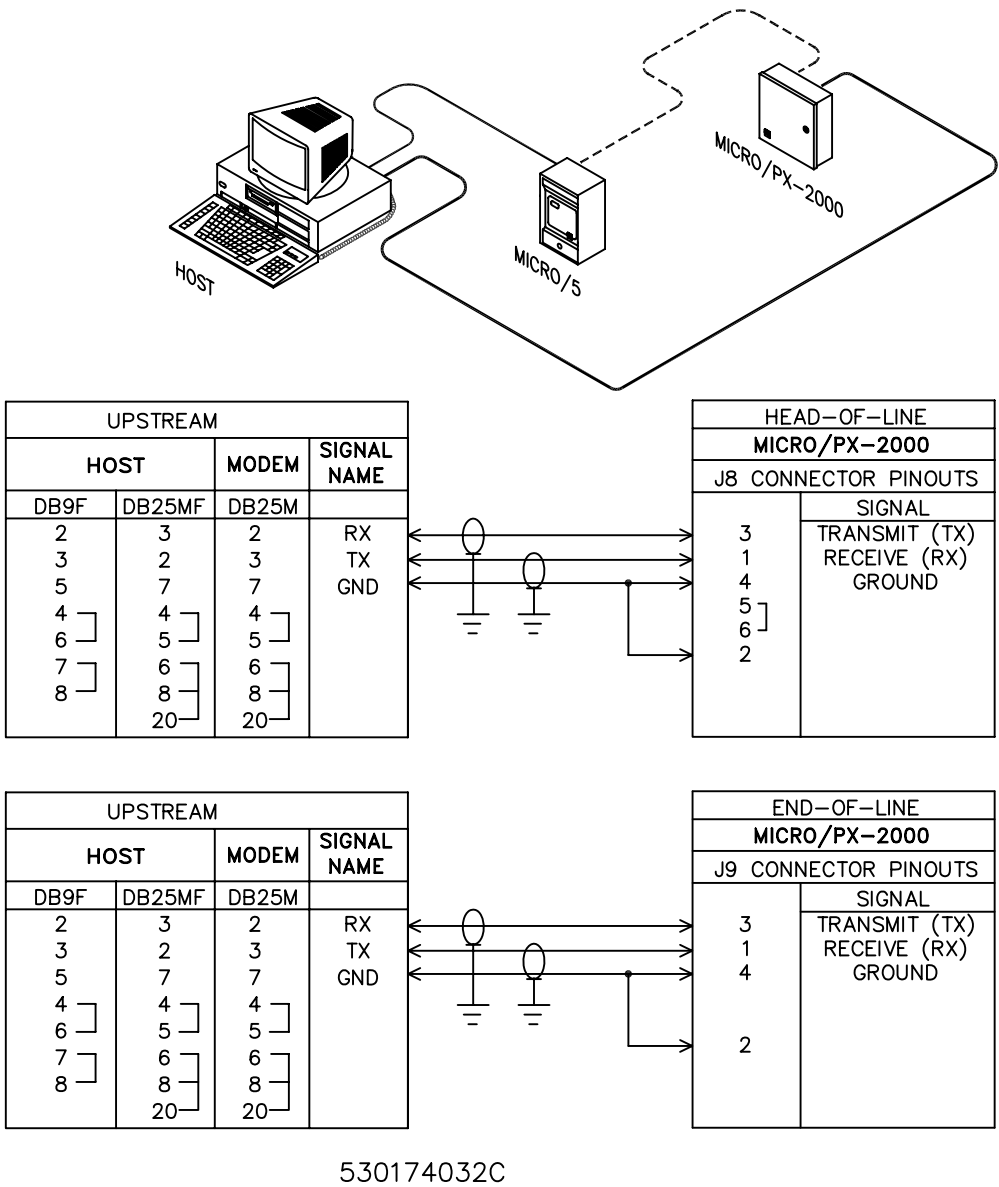 HOST
MICRO/5
MICRO/PX-2000
UPSTREAM
HOST MODEM SIGNAL NAME
DB9F DB25MF DB25M
2 3 2 RX
3 2 3 TX
5 7 7 GND
4 4 4
6 5 5
7 6 6
8 8 8
20 20
HEAD-OF-LINE
MICRO/PX-2000
J8 CONNECTOR PINOUTS
SIGNAL
3 TRANSMIT (TX)
1 RECEIVE (RX)
4 GROUND
5
6
2
UPSTREAM
HOST MODEM SIGNAL NAME
DB9F DB25MF DB25M
2 3 2 RX
3 2 3 TX
5 7 7 GND
4 4 4
6 5 5
7 6 6
8 8 8
20 20
END-OF-LINE
MICRO/PX-2000
J9 CONNECTOR PINOUTS
SIGNAL
3 TRANSMIT (TX)
1 RECEIVE (RX)
4 GROUND
2
530174032C